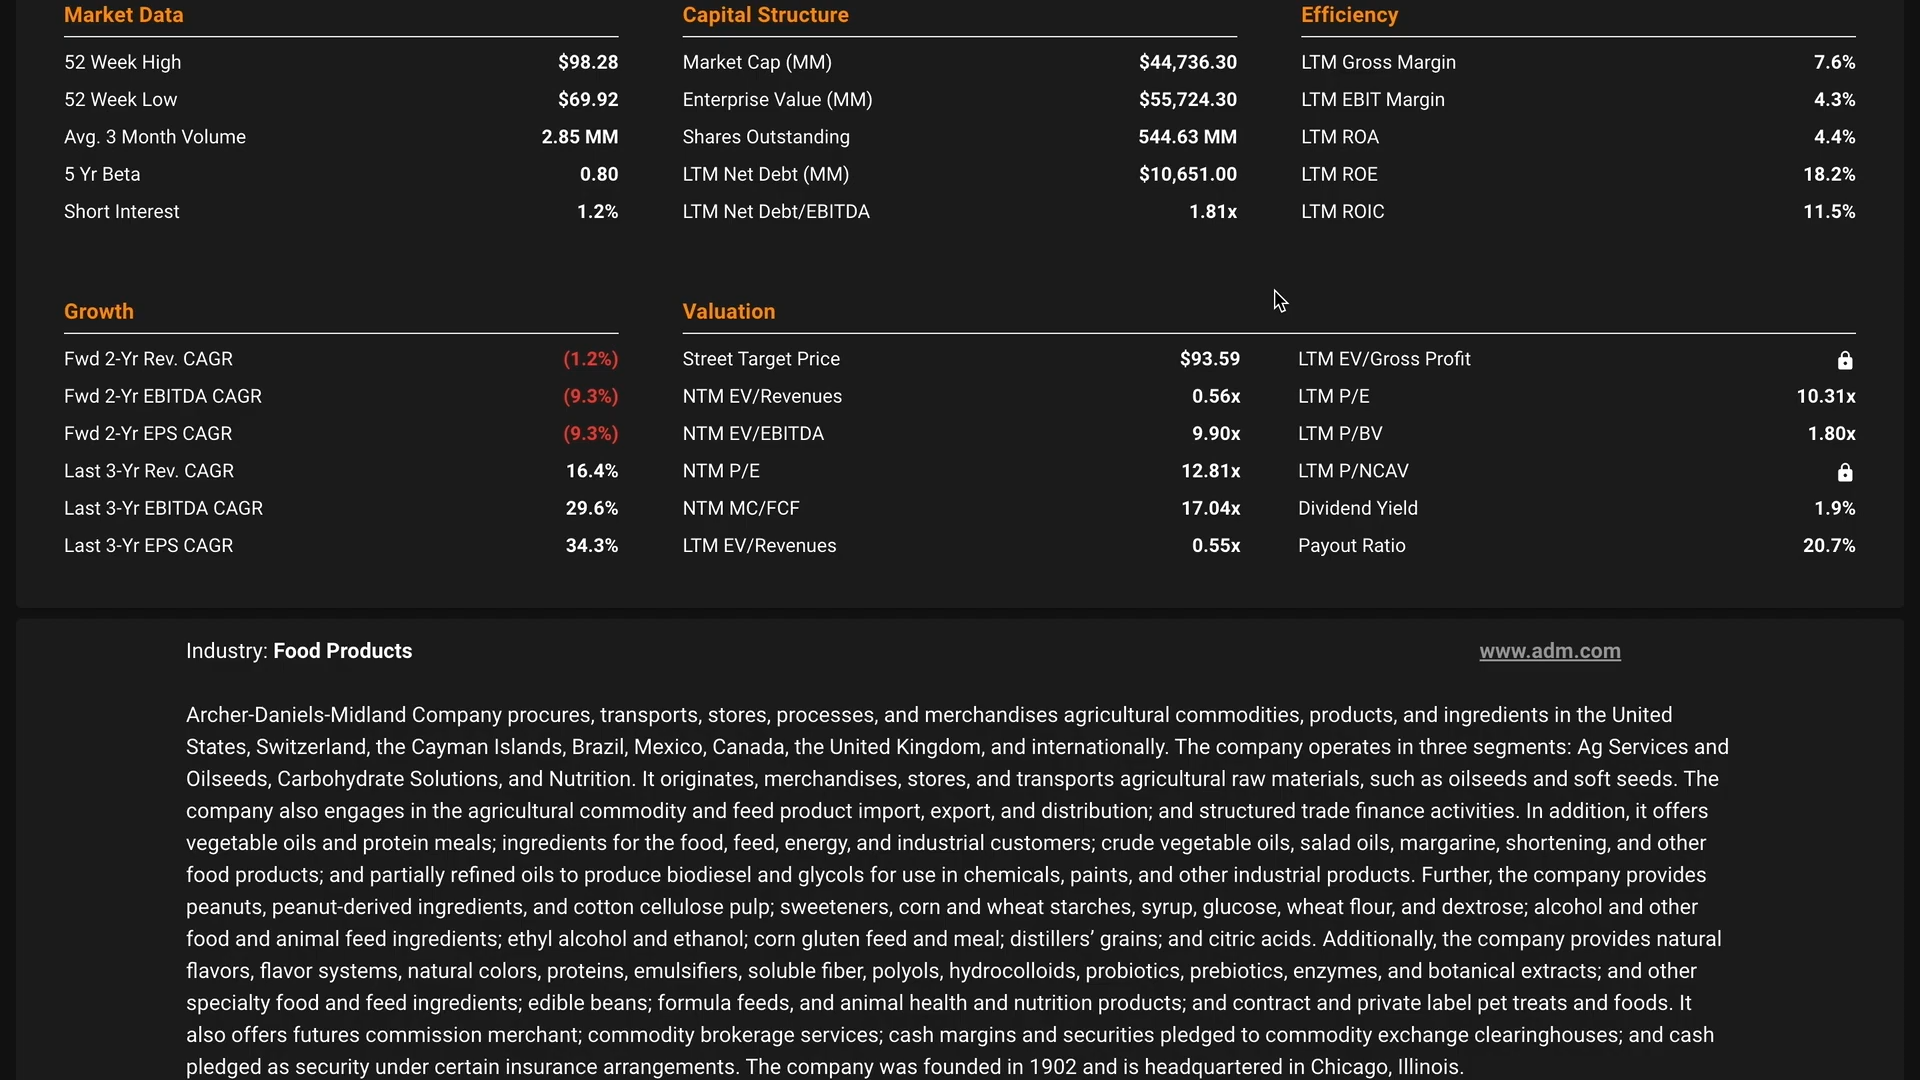 Market Data
52 Week High $98.28
52 Week Low $69.92
Avg. 3 Month Volume 2.85 MM
5 Yr Beta 0.80
Short Interest 1.2%
Capital Structure
Market Cap (MM) $44,736.30
Enterprise Value (MM) $55,724.30
Shares Outstanding 544.63 MM
LTM Net Debt (MM) $10,651.00
LTM Net Debt/EBITDA 1.81x
Efficiency
LTM Gross Margin 7.6%
LTM EBIT Margin 4.3%
LTM ROA 4.4%
LTM ROE 18.2%
LTM ROIC 11.5%
Growth
Fwd 2-Yr Rev. CAGR (1.2%)
Fwd 2-Yr EBITDA CAGR (9.3%)
Fwd 2-Yr EPS CAGR (9.3%)
Last 3-Yr Rev. CAGR 16.4%
Last 3-Yr EBITDA CAGR 29.6%
Last 3-Yr EPS CAGR 34.3%
Valuation
Street Target Price $93.59
NTM EV/Revenues 0.56x
NTM EV/EBITDA 9.90x
NTM P/E 12.81x
NTM MC/FCF 17.04x
LTM EV/Revenues 0.55x
LTM EV/Gross Profit
LTM P/E 10.31x
LTM P/BV 1.80x
LTM P/NCAV
Dividend Yield 1.9%
Payout Ratio 20.7%
Industry: Food Products
www.adm.com
Archer-Daniels-Midland Company procures, transports, stores, processes, and merchandises agricultural commodities, products, and ingredients in the United
States, Switzerland, the Cayman Islands, Brazil, Mexico, Canada, the United Kingdom, and internationally. The company operates in three segments: Ag Services and
Oilseeds, Carbohydrate Solutions, and Nutrition. It originates, merchandises, stores, and transports agricultural raw materials, such as oilseeds and soft seeds. The
company also engages in the agricultural commodity and feed product import, export, and distribution; and structured trade finance activities. In addition, it offers
vegetable oils and protein meals; ingredients for the food, feed, energy, and industrial customers; crude vegetable oils, salad oils, margarine, shortening, and other
food products; and partially refined oils to produce biodiesel and glycols for use in chemicals, paints, and other industrial products. Further, the company provides
peanuts, peanut-derived ingredients, and cotton cellulose pulp; sweeteners, corn and wheat starches, syrup, glucose, wheat flour, and dextrose; alcohol and other
food and animal feed ingredients; ethyl alcohol and ethanol; corn gluten feed and meal; distillers’ grains; and citric acids. Additionally, the company provides natural
flavors, flavor systems, natural colors, proteins, emulsifiers, soluble fiber, polyols, hydrocolloids, probiotics, prebiotics, enzymes, and botanical extracts; and other
specialty food and feed ingredients; edible beans; formula feeds, and animal health and nutrition products; and contract and private label pet treats and foods. It
also offers futures commission merchant; commodity brokerage services; cash margins and securities pledged to commodity exchange clearinghouses; and cash
pledged as security under certain insurance arrangements. The company was founded in 1902 and is headquartered in Chicago, Illinois.